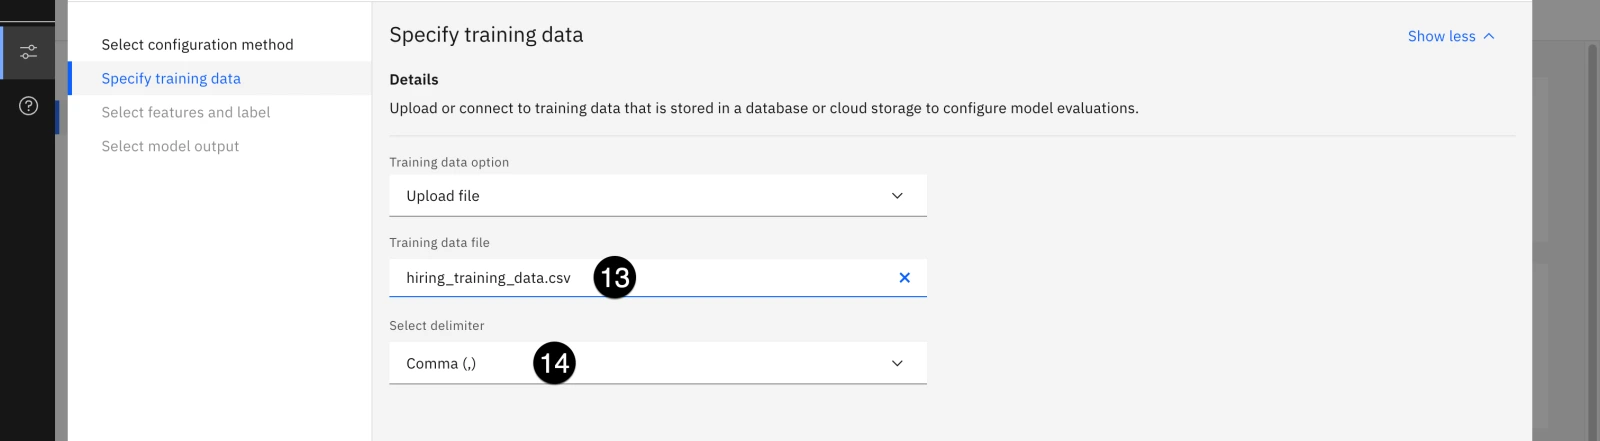 Select configuration method
Specify training data
Select features and label
Select model output
Specify training data
Show less
Details
Upload or connect to training data that is stored in a database or cloud storage to configure model evaluations.
Training data option
Upload file
Training data file
hiring_training_data.csv
13
Select delimiter
Comma (,)
14